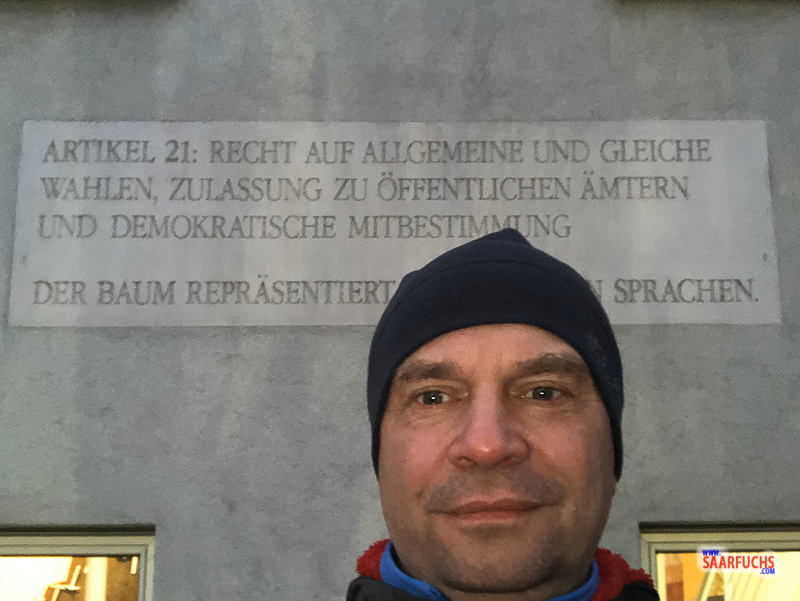 ARTIKEL 21: RECHT AUF ALLGEMEINE UND GLEICHE
WAHLEN, ZULASSUNG ZU ÖFFENTLICHEN ÄMTERN
UND DEMOKRATISCHE MITBESTIMMUNG
DER BAUM REPRÄSENTIERT SPRACHEN.
WWW.
SAARFUCHS
.COM